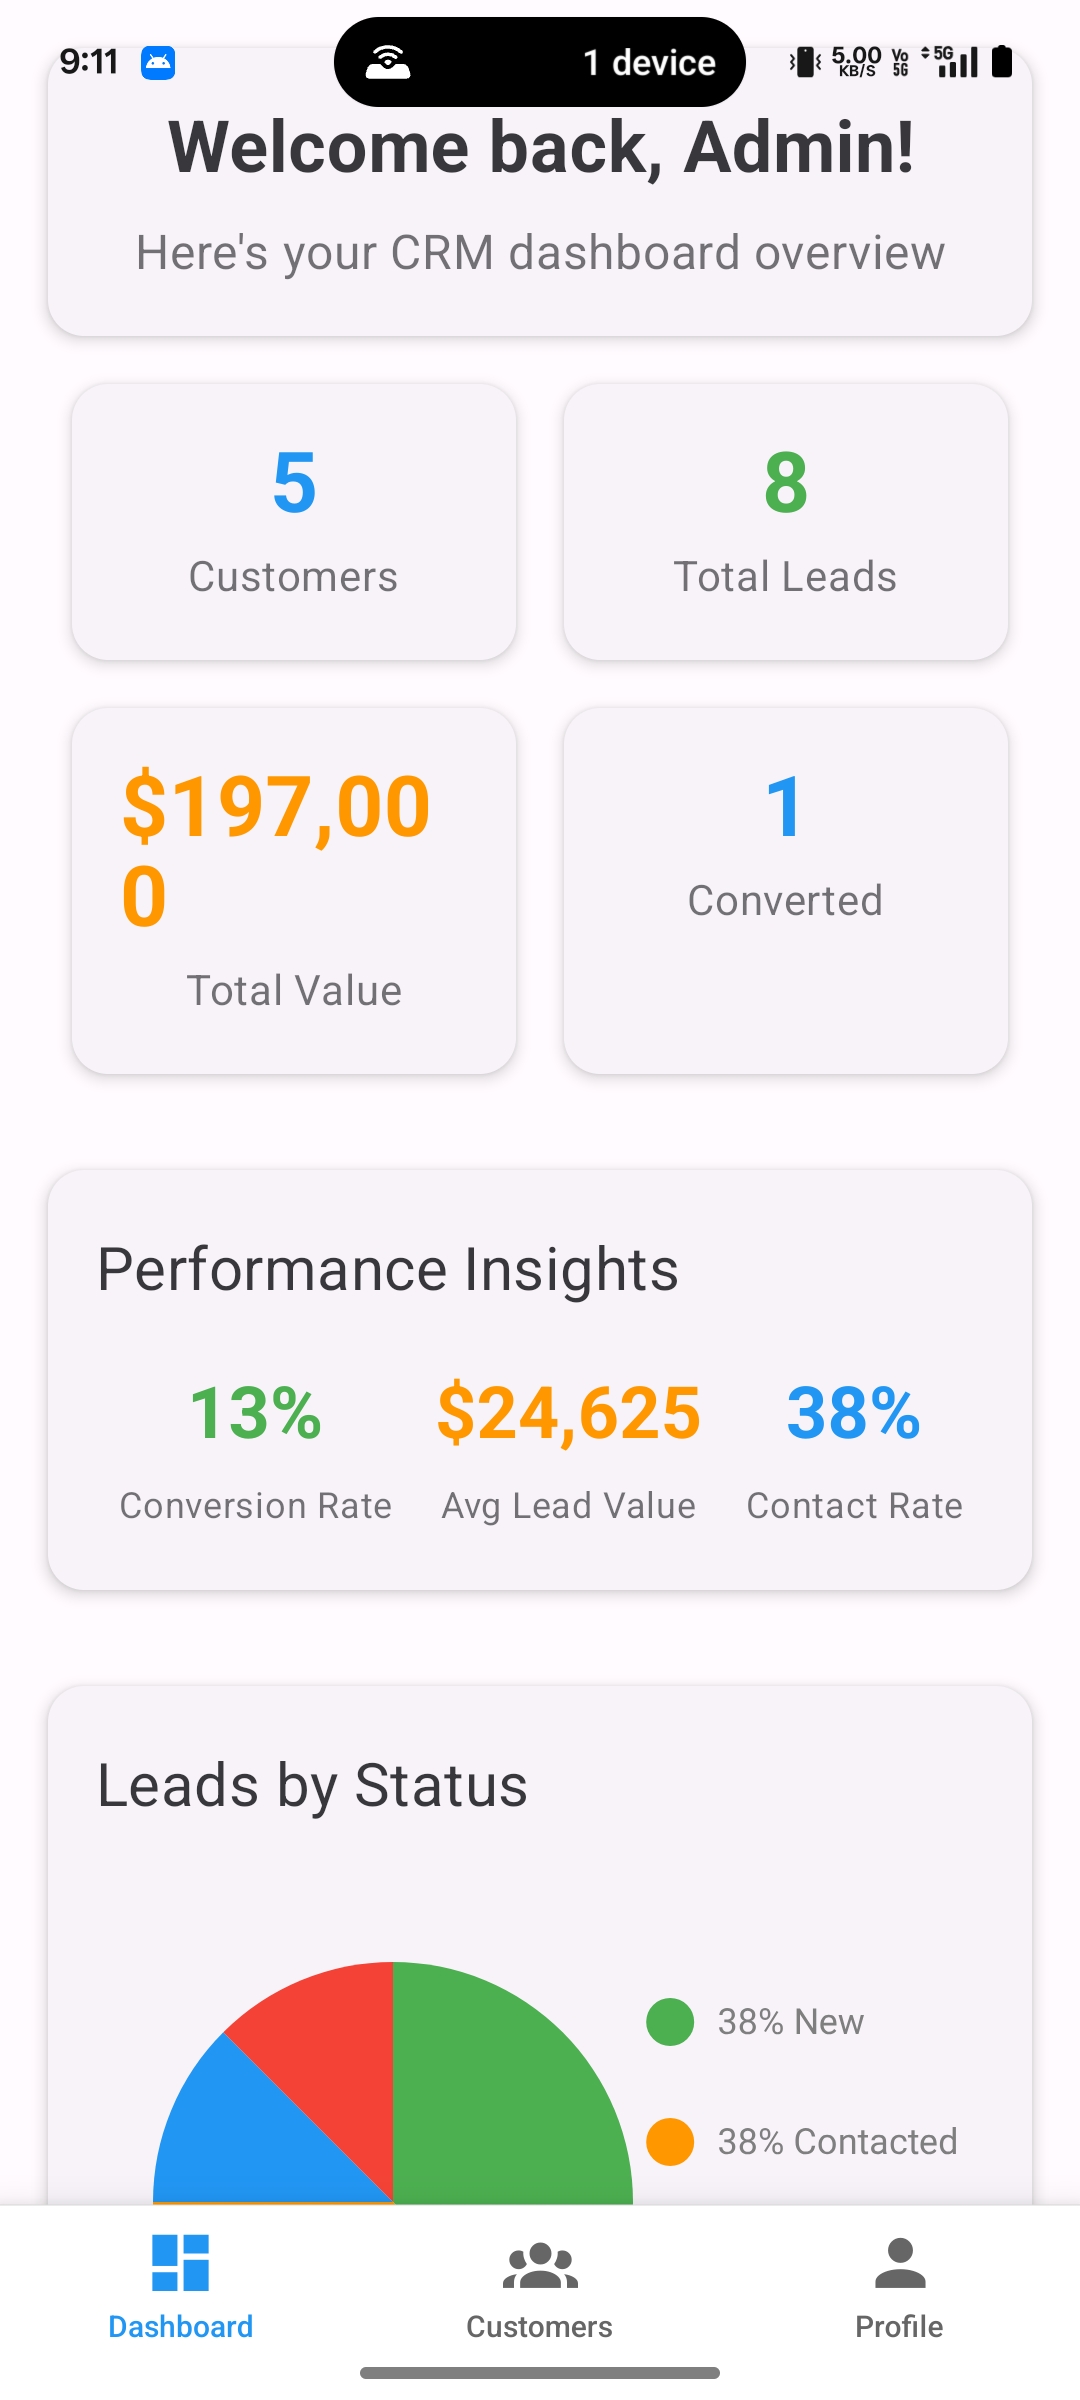 9:11
1 device
5.00
KB/S
Vo
5G
5G
Welcome back, Admin!
Here's your CRM dashboard overview
5
Customers
8
Total Leads
$197,00
0
Total Value
1
Converted
Performance Insights
13%
Conversion Rate
$24,625
Avg Lead Value
38%
Contact Rate
Leads by Status
38% New
38% Contacted
Dashboard
Customers
Profile